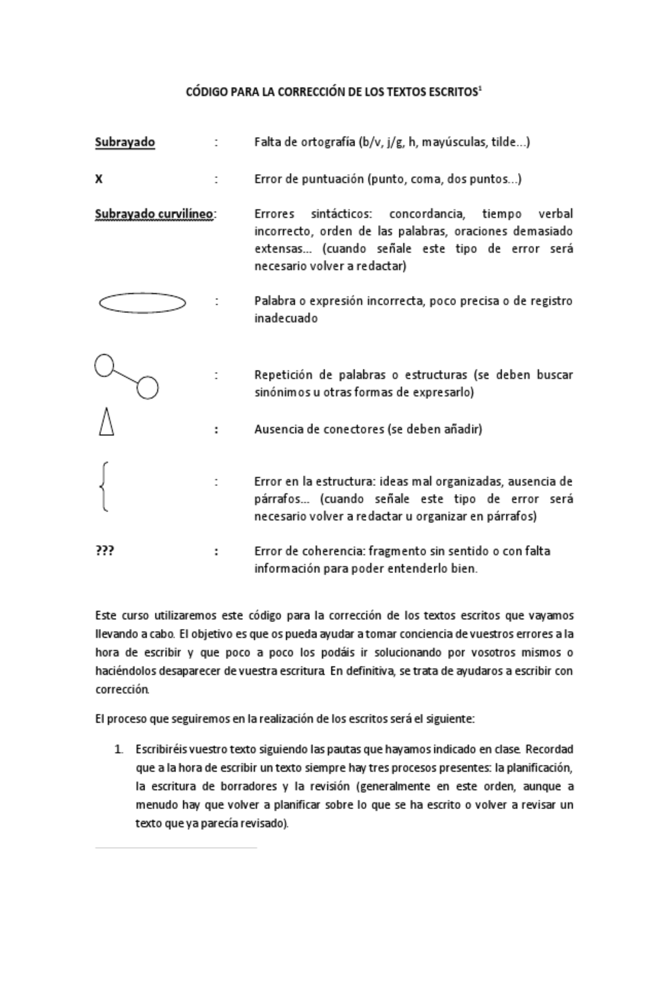 CÓDIGO PARA LA CORRECCIÓN DE LOS TEXTOS ESCRITOS¹
Subrayado : Falta de ortografía (b/v, j/g, h, mayúsculas, tilde...)
X : Error de puntuación (punto, coma, dos puntos...)
Subrayado curvilíneo: Errores sintácticos: concordancia, tiempo verbal
incorrecto, orden de las palabras, oraciones demasiado
extensas... (cuando señale este tipo de error será
necesario volver a redactar)
: Palabra o expresión incorrecta, poco precisa o de registro
inadecuado
: Repetición de palabras o estructuras (se deben buscar
sinónimos u otras formas de expresarlo)
: Ausencia de conectores (se deben añadir)
: Error en la estructura: ideas mal organizadas, ausencia de
párrafos... (cuando señale este tipo de error será
necesario volver a redactar u organizar en párrafos)
??? : Error de coherencia: fragmento sin sentido o con falta
información para poder entenderlo bien.
Este curso utilizaremos este código para la corrección de los textos escritos que vayamos
llevando a cabo. El objetivo es que os pueda ayudar a tomar conciencia de vuestros errores a la
hora de escribir y que poco a poco los podáis ir solucionando por vosotros mismos o
haciéndolos desaparecer de vuestra escritura. En definitiva, se trata de ayudaros a escribir con
corrección.
El proceso que seguiremos en la realización de los escritos será el siguiente:
1. Escribiréis vuestro texto siguiendo las pautas que hayamos indicado en clase. Recordad
que a la hora de escribir un texto siempre hay tres procesos presentes: la planificación,
la escritura de borradores y la revisión (generalmente en este orden, aunque a
menudo hay que volver a planificar sobre lo que se ha escrito o volver a revisar un
texto que ya parecía revisado).